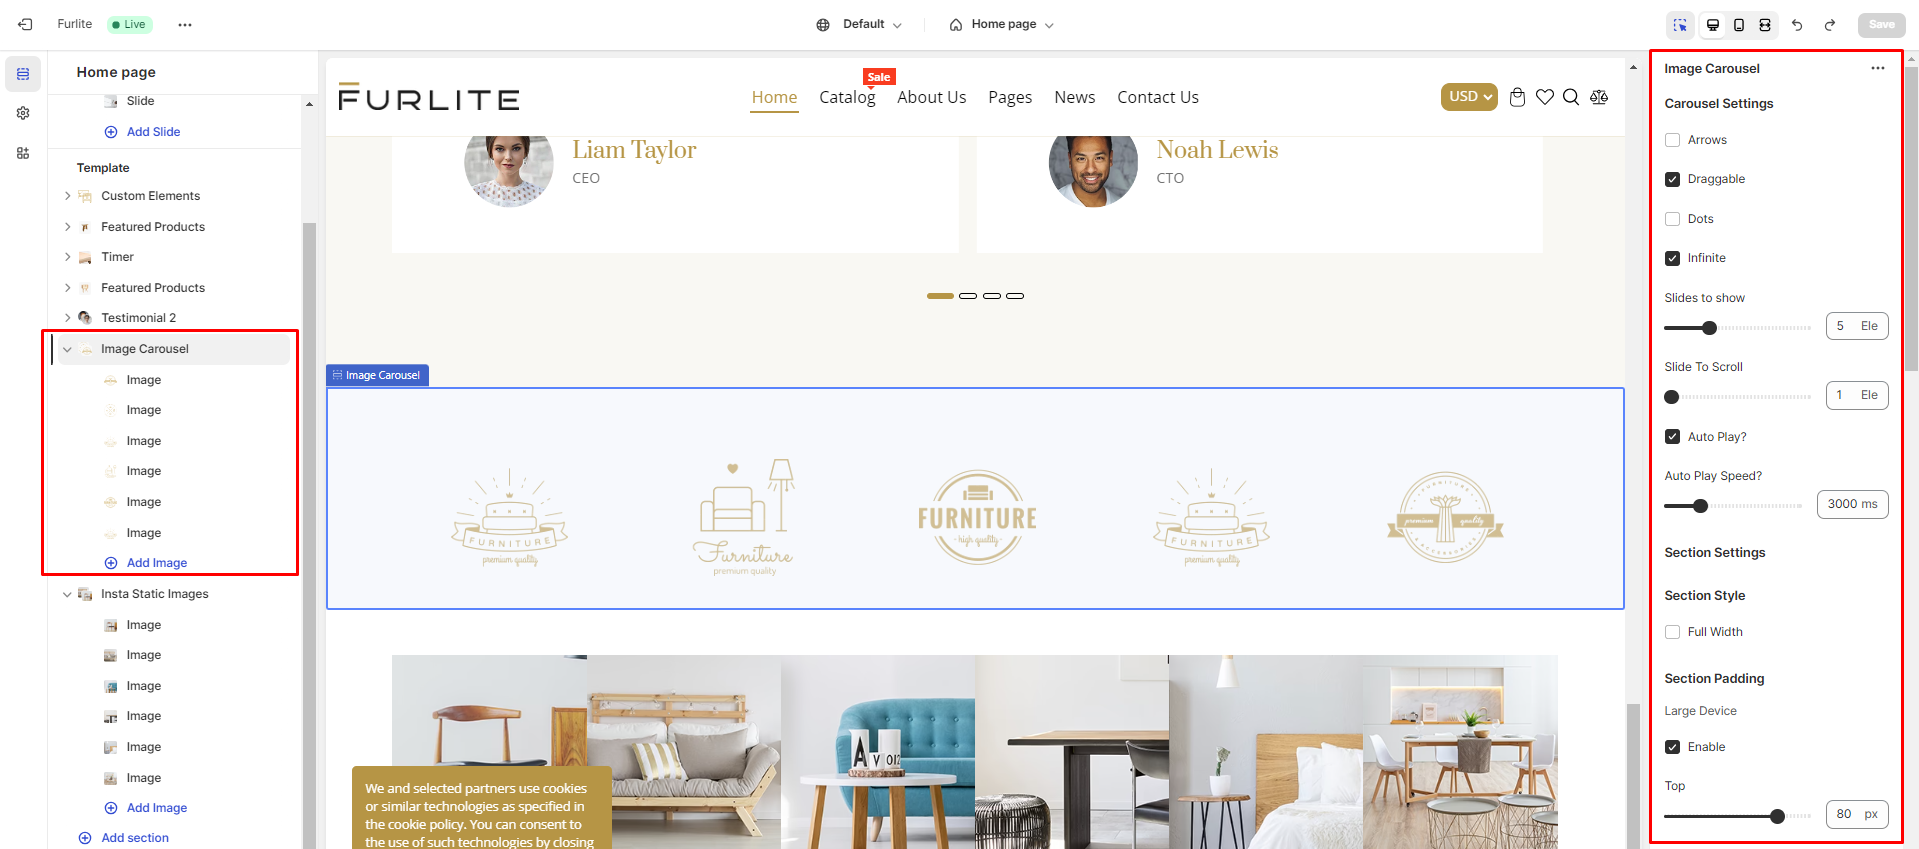 Furlite
Live
Default
Home page
Save
Home page
Slide
Add Slide
Template
Custom Elements
Featured Products
Timer
Featured Products
Testimonial 2
Image Carousel
Image
Image
Image
Image
Image
Image
Add Image
Insta Static Images
Image
Image
Image
Image
Image
Image
Add Image
Add section
FURLITE
Sale
Home
Catalog
About Us
Pages
News
Contact Us
USD
Liam Taylor
CEO
Noah Lewis
CTO
Image Carousel
FURNITURE
premium quality
Furniture
premium quality
FURNITURE
- high quality -
FURNITURE
premium quality
FURNITURE
premium quality
A V O 1 2
We and selected partners use cookies
or similar technologies as specified in
the cookie policy. You can consent to
the use of such technologies by closing
Image Carousel
Carousel Settings
Arrows
Draggable
Dots
Infinite
Slides to show
5 Ele
Slide To Scroll
1 Ele
Auto Play?
Auto Play Speed?
3000 ms
Section Settings
Section Style
Full Width
Section Padding
Large Device
Enable
Top
80 px